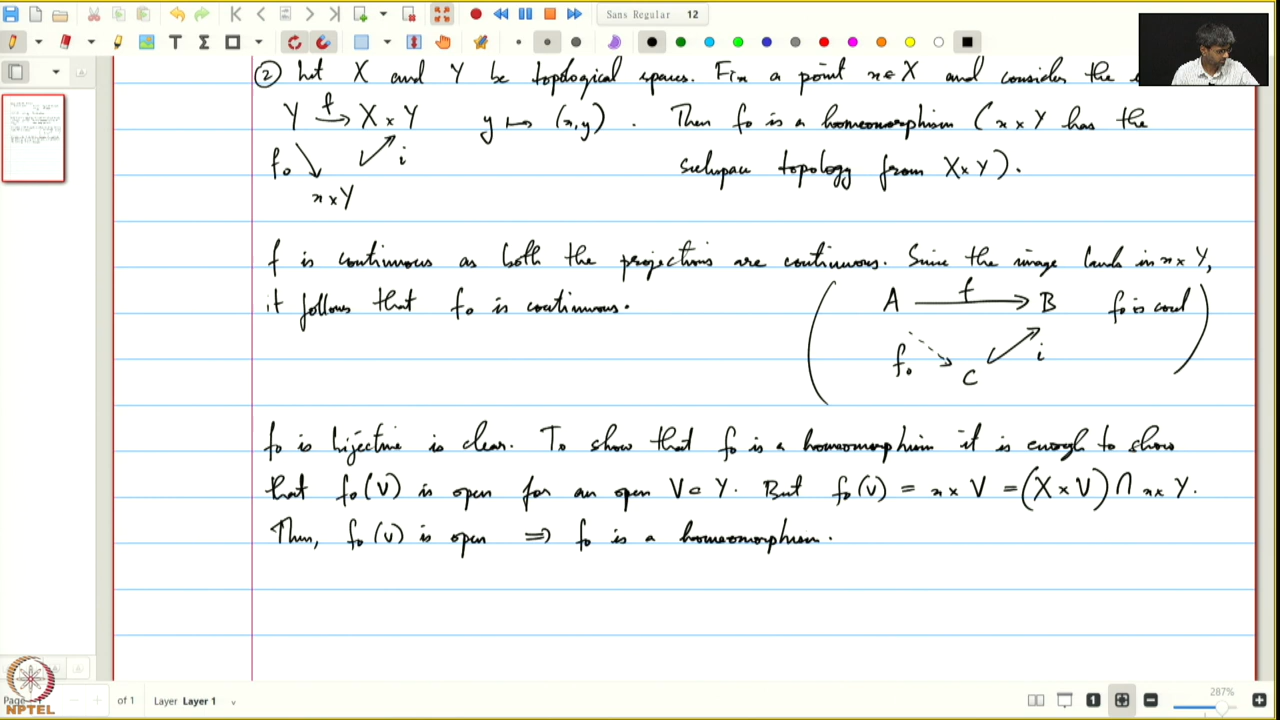 Sans Regular 12
② Let X and Y be topological spaces. Fix a point x ∈ X and consider the
Y →f X × Y y ↦ (x,y) . Then f₀ is a homeomorphism ( x × Y has the
f₀ i subspace topology from X × Y ).
x × Y
f is continuous as both the projections are continuous. Since the image lands in x × Y,
it follows that f₀ is continuous. ( A →f B f₀ is cont )
f₀ C i
f₀ is bijective is clear. To show that f₀ is a homeomorphism it is enough to show
that f₀(V) is open for an open V ⊂ Y. But f₀(V) = x × V = (X × V) ∩ x × Y.
Thus, f₀(V) is open ⇒ f₀ is a homeomorphism.
NPTEL
of 1 Layer Layer 1 1 287%